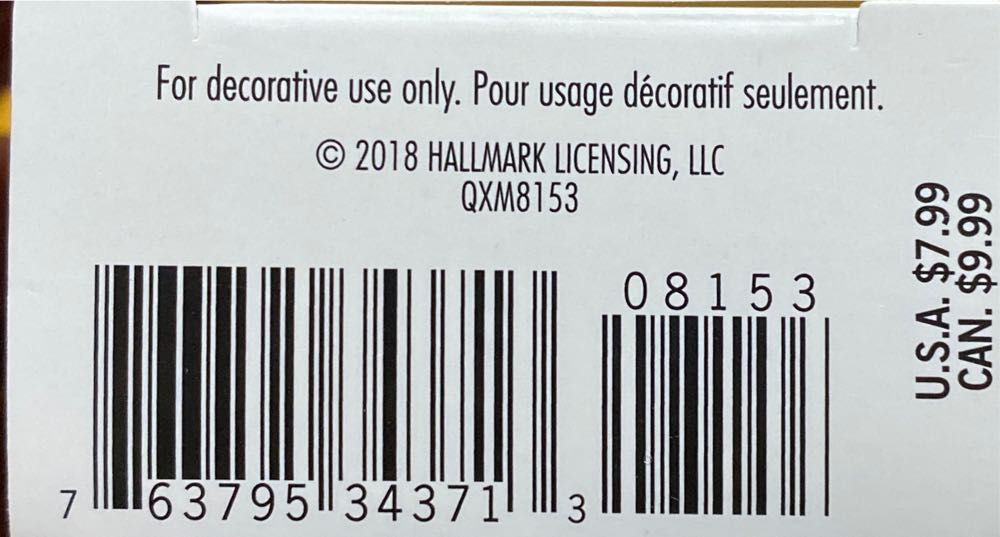 For decorative use only. Pour usage décoratif seulement.
© 2018 HALLMARK LICENSING, LLC
QXM8153
08153
7 63795 34371 3
U.S.A. $7.99
CAN. $9.99